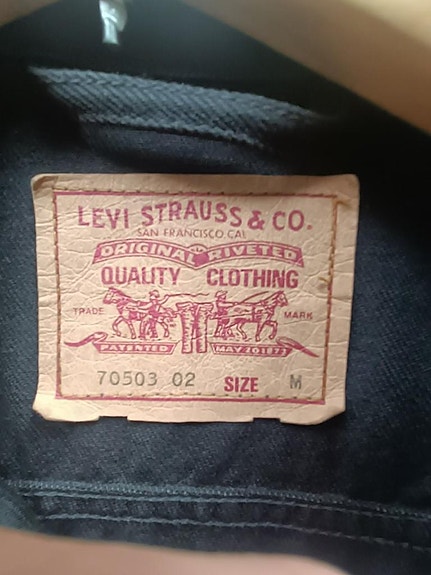 LEVI STRAUSS & CO.
SAN FRANCISCO, CAL
ORIGINAL RIVETED
QUALITY CLOTHING
TRADE MARK
PATENTED MAY 20 1873
70503 02 SIZE M